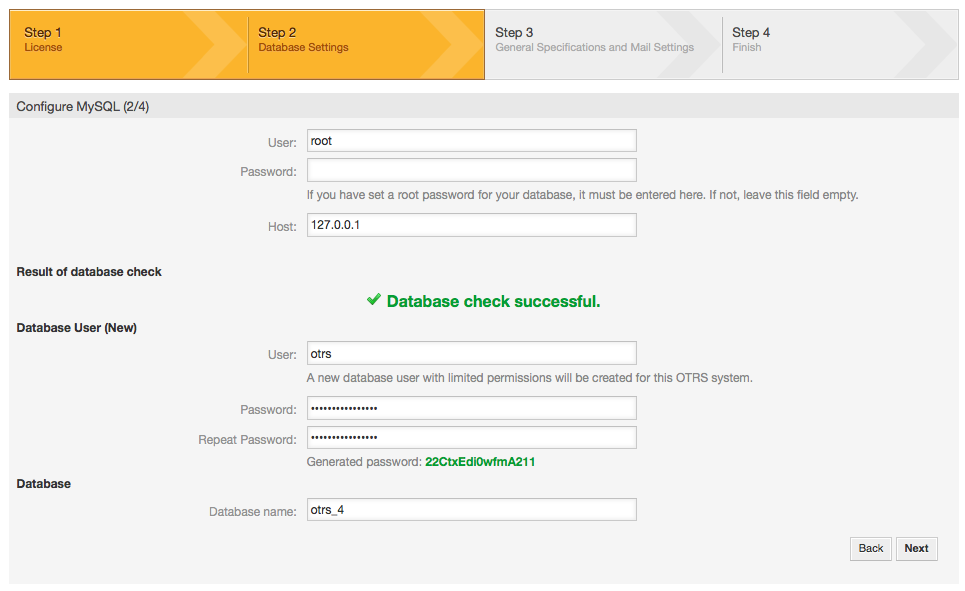 Step 1
License
Step 2
Database Settings
Step 3
General Specifications and Mail Settings
Step 4
Finish
Configure MySQL (2/4)
User: root
Password:
If you have set a root password for your database, it must be entered here. If not, leave this field empty.
Host: 127.0.0.1
Result of database check
Database check successful.
Database User (New)
User: otrs
A new database user with limited permissions will be created for this OTRS system.
Password: ••••••••••••••••
Repeat Password: ••••••••••••••••
Generated password: 22CtxEdi0wfmA211
Database
Database name: otrs_4
Back Next